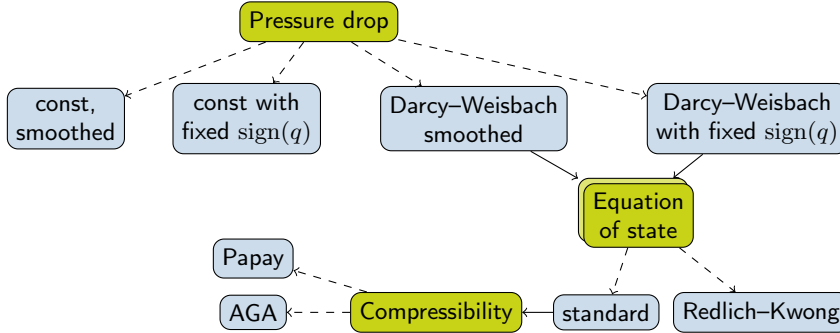 Pressure drop
const,
smoothed
const with
fixed sign(q)
Darcy–Weisbach
smoothed
Darcy–Weisbach
with fixed sign(q)
Equation
of state
Papay
AGA
Compressibility
standard
Redlich–Kwong